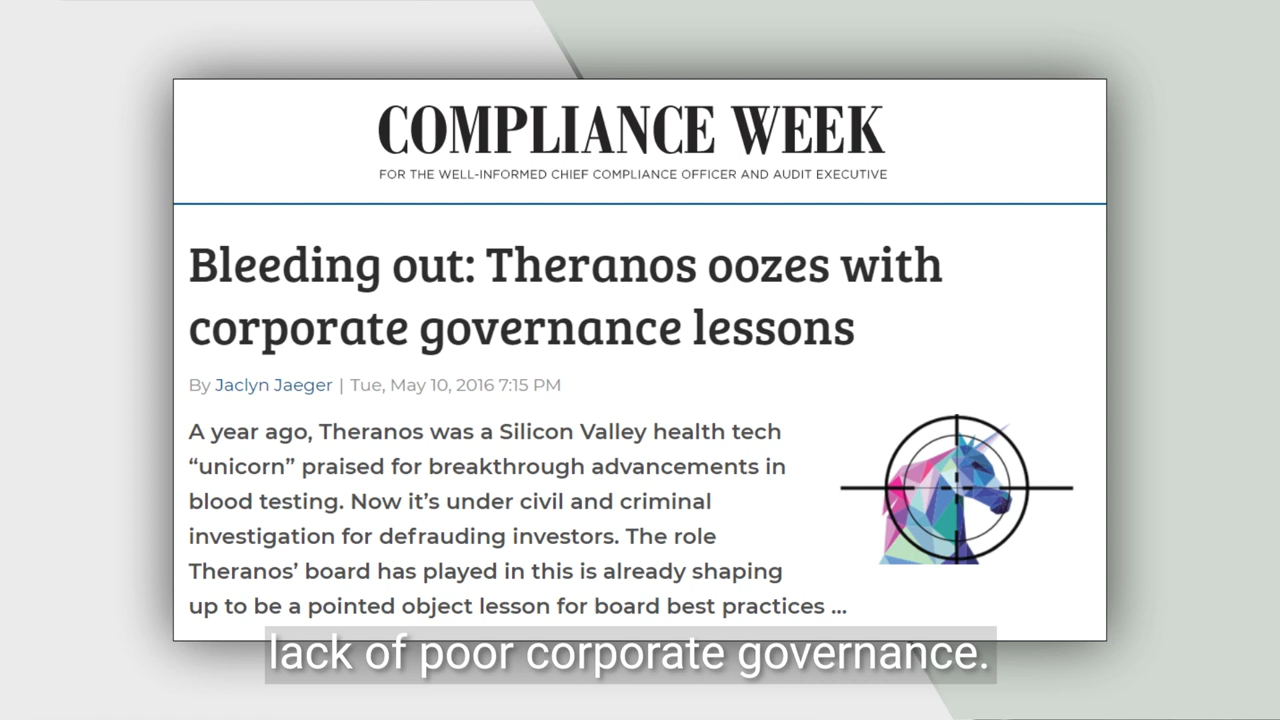 COMPLIANCE WEEK
FOR THE WELL-INFORMED CHIEF COMPLIANCE OFFICER AND AUDIT EXECUTIVE
Bleeding out: Theranos oozes with
corporate governance lessons
By Jaclyn Jaeger | Tue, May 10, 2016 7:15 PM
A year ago, Theranos was a Silicon Valley health tech
“unicorn” praised for breakthrough advancements in
blood testing. Now it’s under civil and criminal
investigation for defrauding investors. The role
Theranos’ board has played in this is already shaping
up to be a pointed object lesson for board best practices ...
lack of poor corporate governance.